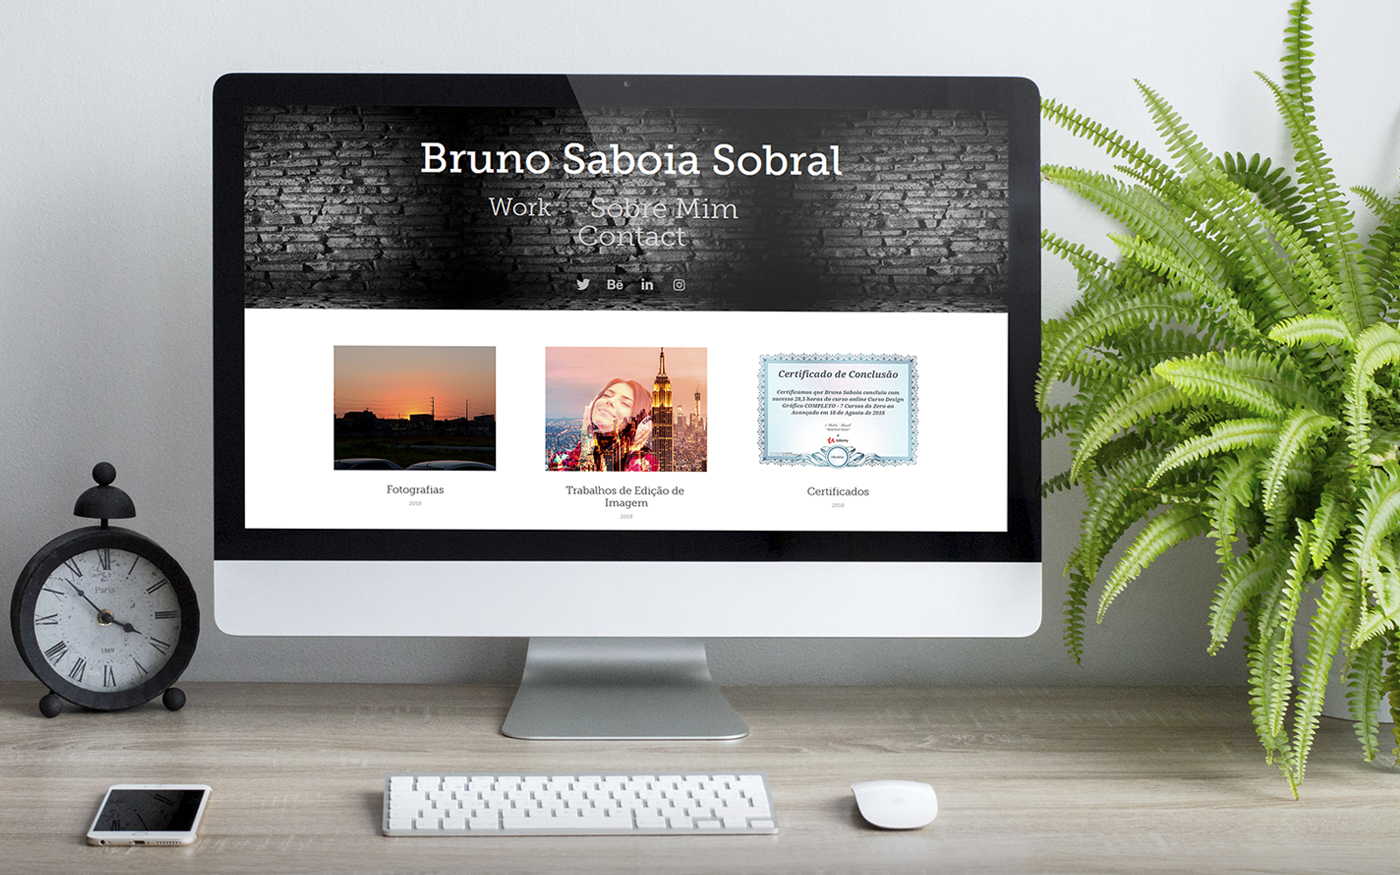 Bruno Saboia Sobral
Work
Sobre Mim
Contact
Bē
in
Certificado de Conclusão
Certificamos que Bruno Saboia concluiu com
sucesso 28,5 horas do curso online Curso Design
Gráfico COMPLETO - 7 Cursos do Zero ao
Avançado em 18 de Agosto de 2018
Udemy
Fotografias
2018
Trabalhos de Edição de
Imagem
2018
Certificados
2018
Paris